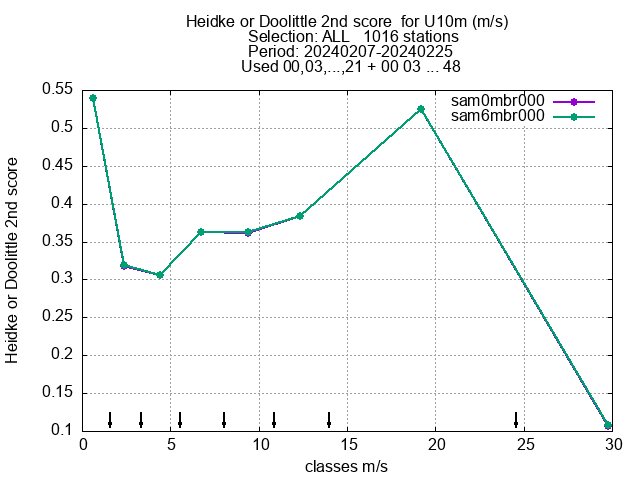 Heidke or Doolittle 2nd score  for U10m (m/s)
Selection: ALL   1016 stations
Period: 20240207-20240225
Used 00,03,...,21 + 00 03 ... 48
sam0mbr000
sam6mbr000
0.55
0.5
0.45
0.4
0.35
0.3
0.25
0.2
0.15
0.1
Heidke or Doolittle 2nd score
0 5 10 15 20 25 30
classes m/s